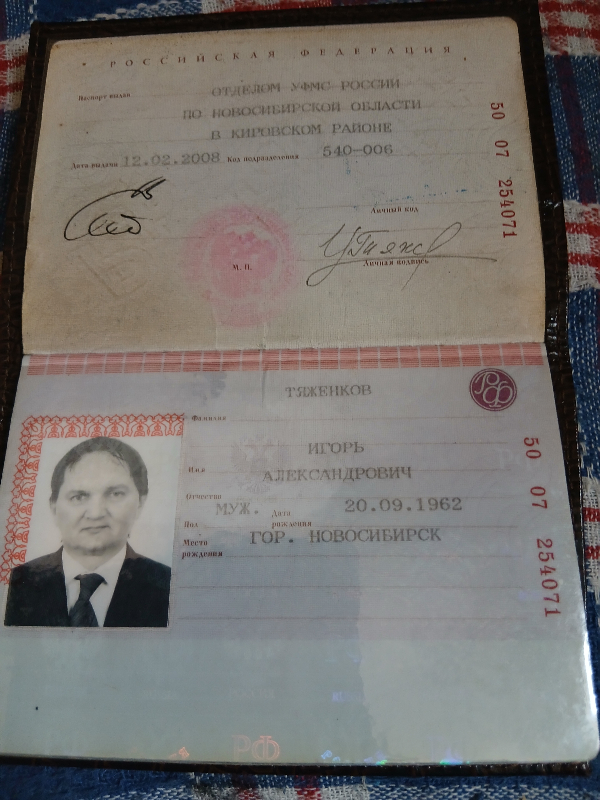 РОССИЙСКАЯ ФЕДЕРАЦИЯ
Паспорт выдан ОТДЕЛОМ УФМС РОССИИ
ПО НОВОСИБИРСКОЙ ОБЛАСТИ
В КИРОВСКОМ РАЙОНЕ
Дата выдачи 12.02.2008 Код подразделения 540-006
Личный код
М. П.
Личная подпись
50 07 254071
ТЯЖЕНКОВ
Фамилия
ИГОРЬ
Имя
АЛЕКСАНДРОВИЧ
Отчество
МУЖ. Дата 20.09.1962
Пол рождения
Место ГОР. НОВОСИБИРСК
рождения
50 07 254071
РФ